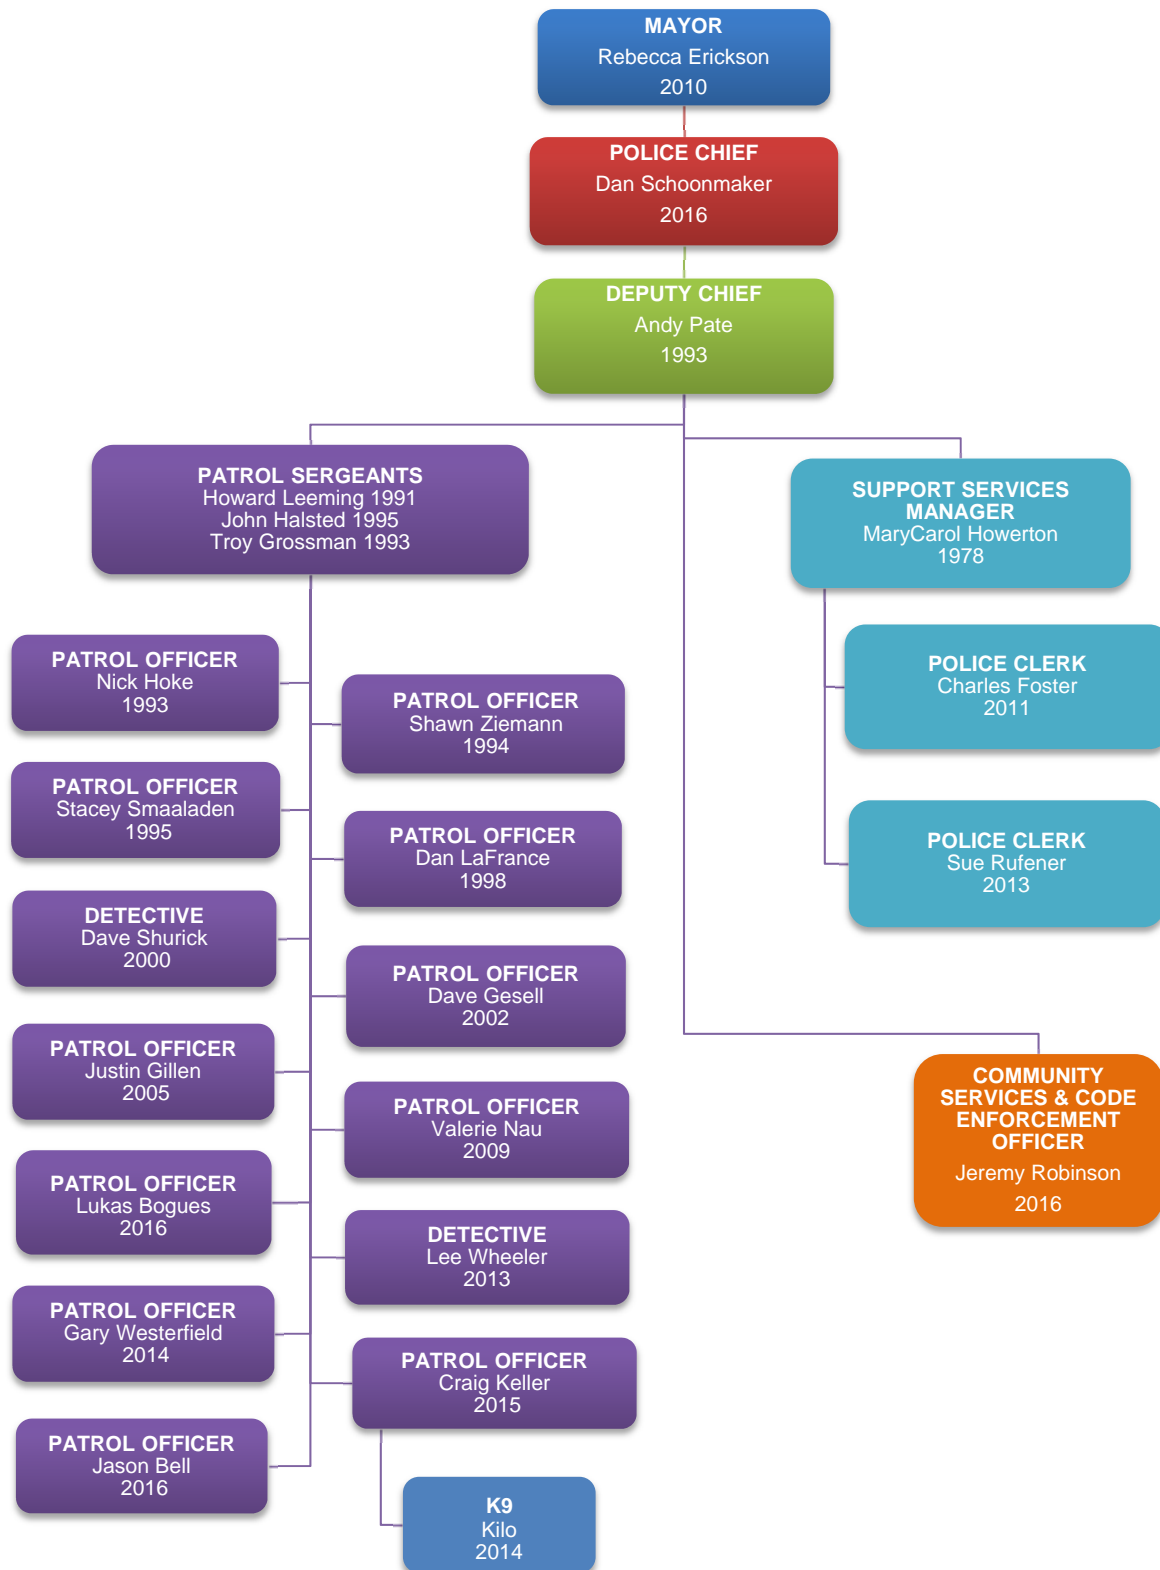 MAYOR
Rebecca Erickson
2010
POLICE CHIEF
Dan Schoonmaker
2016
DEPUTY CHIEF
Andy Pate
1993
PATROL SERGEANTS
Howard Leeming 1991
John Halsted 1995
Troy Grossman 1993
SUPPORT SERVICES
MANAGER
MaryCarol Howerton
1978
PATROL OFFICER
Nick Hoke
1993
PATROL OFFICER
Shawn Ziemann
1994
POLICE CLERK
Charles Foster
2011
PATROL OFFICER
Stacey Smaaladen
1995
PATROL OFFICER
Dan LaFrance
1998
POLICE CLERK
Sue Rufener
2013
DETECTIVE
Dave Shurick
2000
PATROL OFFICER
Dave Gesell
2002
PATROL OFFICER
Justin Gillen
2005
PATROL OFFICER
Valerie Nau
2009
COMMUNITY
SERVICES & CODE
ENFORCEMENT
OFFICER
Jeremy Robinson
2016
PATROL OFFICER
Lukas Bogues
2016
DETECTIVE
Lee Wheeler
2013
PATROL OFFICER
Gary Westerfield
2014
PATROL OFFICER
Craig Keller
2015
PATROL OFFICER
Jason Bell
2016
K9
Kilo
2014